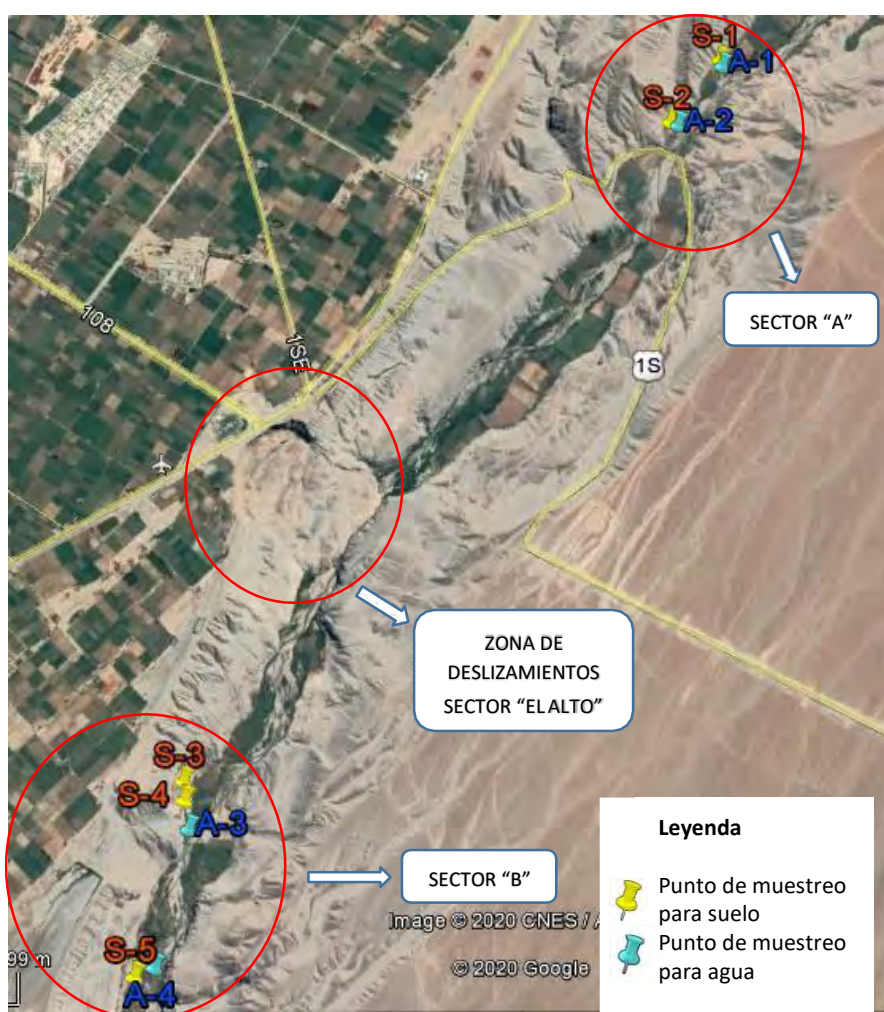 S-1
A-1
S-2
A-2
SECTOR “A”
108
1SE
1S
ZONA DE
DESLIZAMIENTOS
SECTOR “EL ALTO”
S-3
S-4
A-3
SECTOR “B”
Leyenda
Punto de muestreo
para suelo
Punto de muestreo
para agua
Image © 2020 CNES / A
© 2020 Google
S-5
A-4
99 m